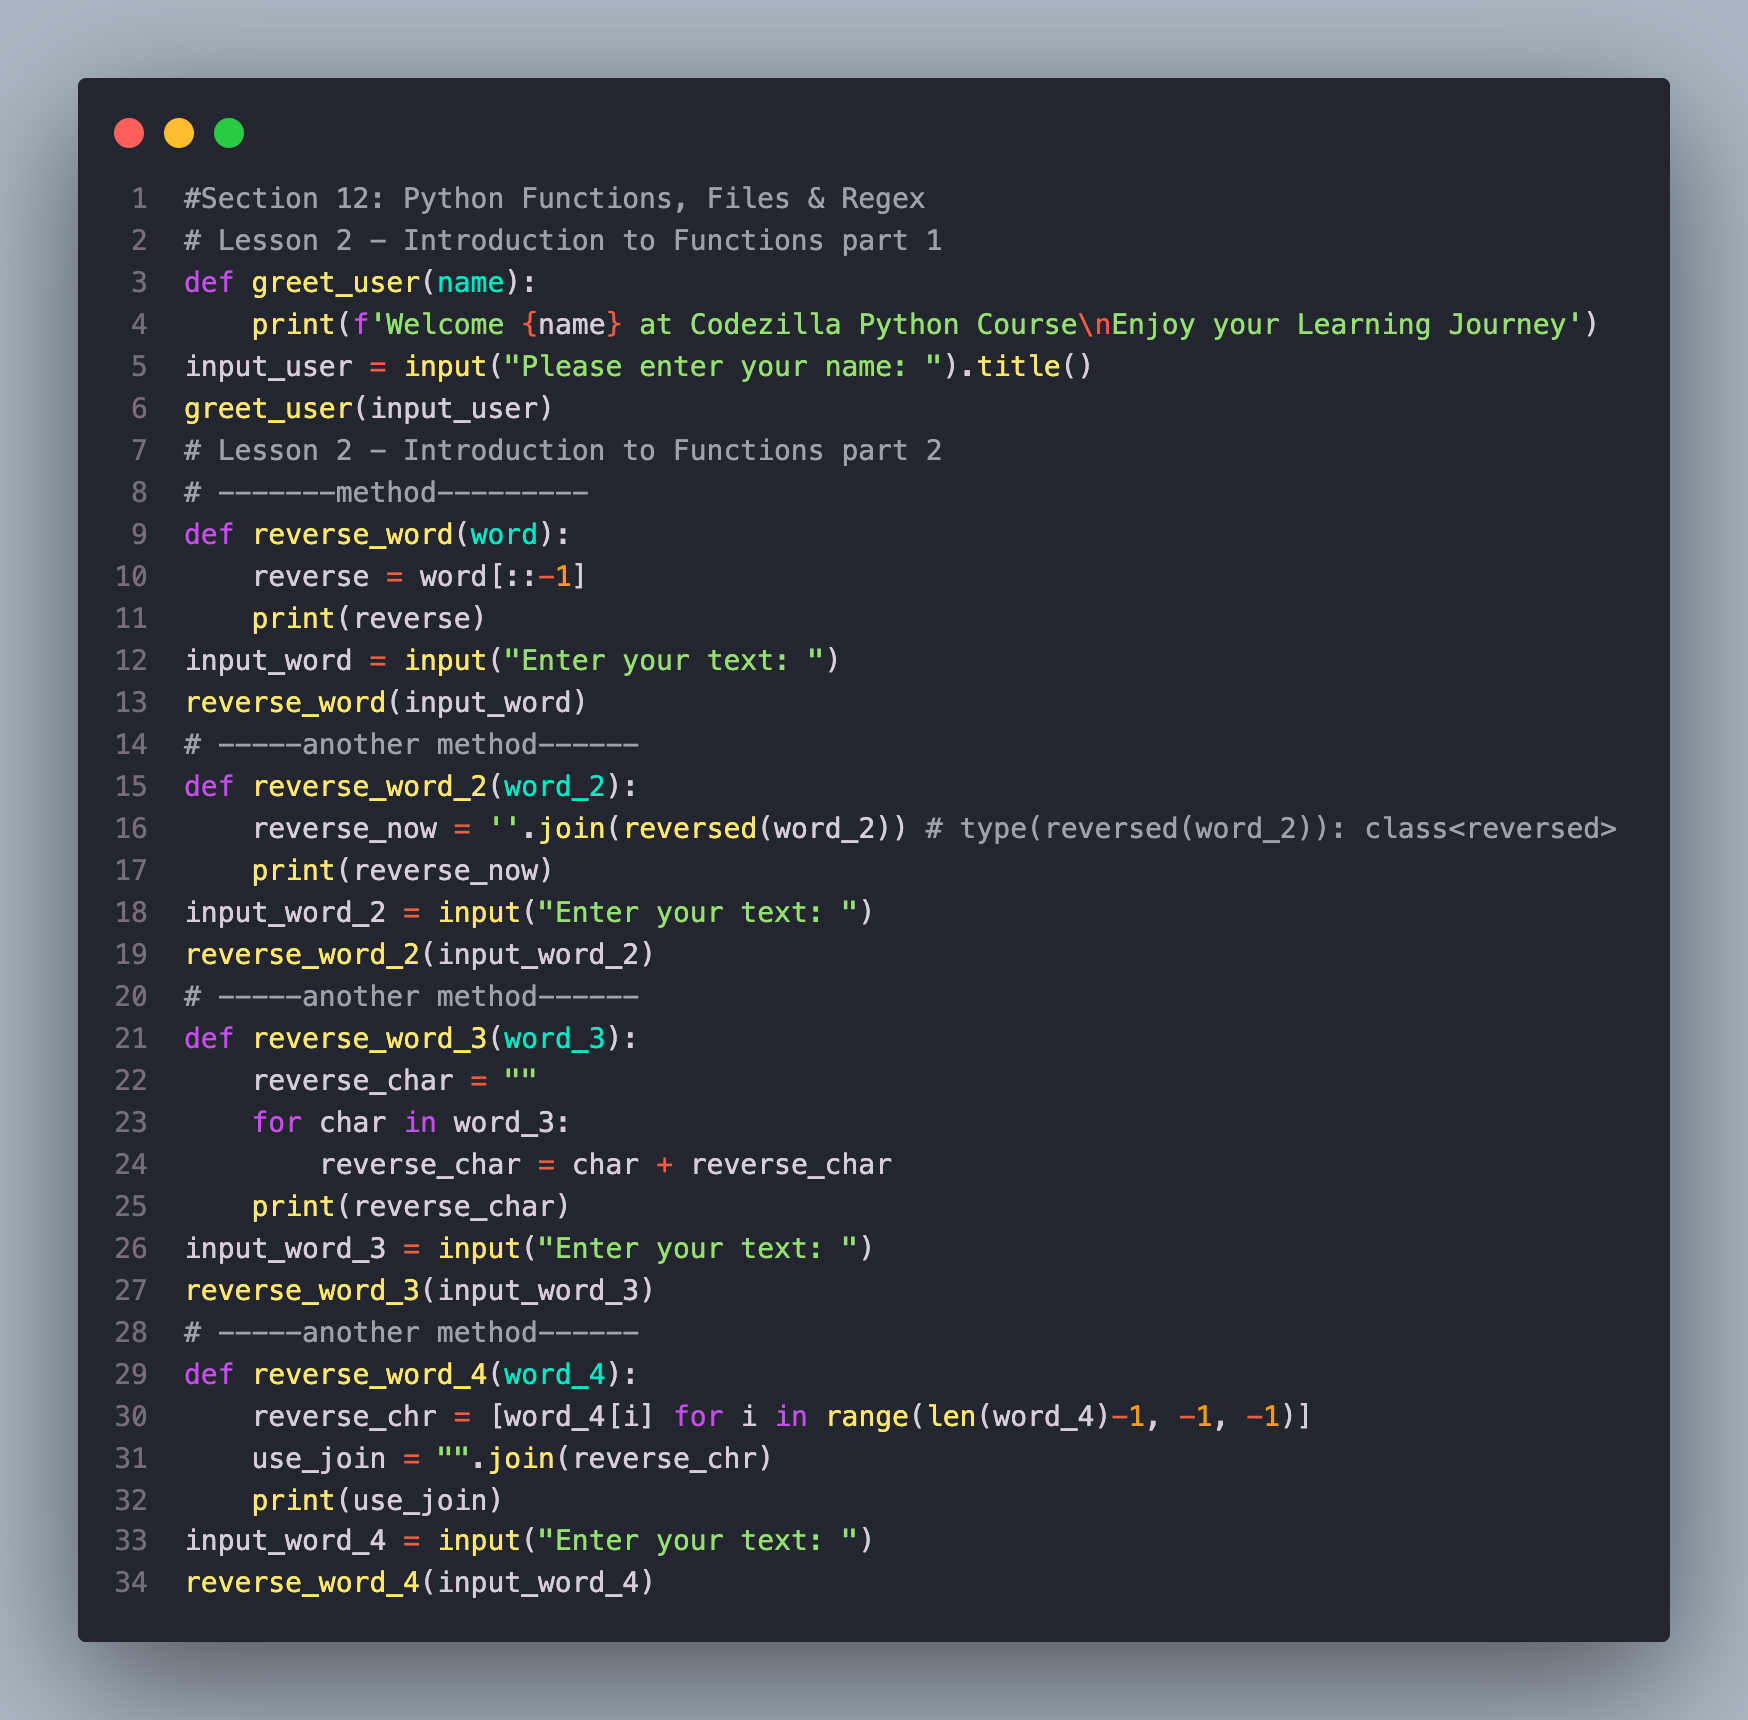 1 #Section 12: Python Functions, Files & Regex
2 # Lesson 2 - Introduction to Functions part 1
3 def greet_user(name):
4     print(f'Welcome {name} at Codezilla Python Course\nEnjoy your Learning Journey')
5 input_user = input("Please enter your name: ").title()
6 greet_user(input_user)
7 # Lesson 2 - Introduction to Functions part 2
8 # -------method---------
9 def reverse_word(word):
10     reverse = word[::-1]
11     print(reverse)
12 input_word = input("Enter your text: ")
13 reverse_word(input_word)
14 # -----another method------
15 def reverse_word_2(word_2):
16     reverse_now = ''.join(reversed(word_2)) # type(reversed(word_2)): class<reversed>
17     print(reverse_now)
18 input_word_2 = input("Enter your text: ")
19 reverse_word_2(input_word_2)
20 # -----another method------
21 def reverse_word_3(word_3):
22     reverse_char = ""
23     for char in word_3:
24         reverse_char = char + reverse_char
25     print(reverse_char)
26 input_word_3 = input("Enter your text: ")
27 reverse_word_3(input_word_3)
28 # -----another method------
29 def reverse_word_4(word_4):
30     reverse_chr = [word_4[i] for i in range(len(word_4)-1, -1, -1)]
31     use_join = "".join(reverse_chr)
32     print(use_join)
33 input_word_4 = input("Enter your text: ")
34 reverse_word_4(input_word_4)